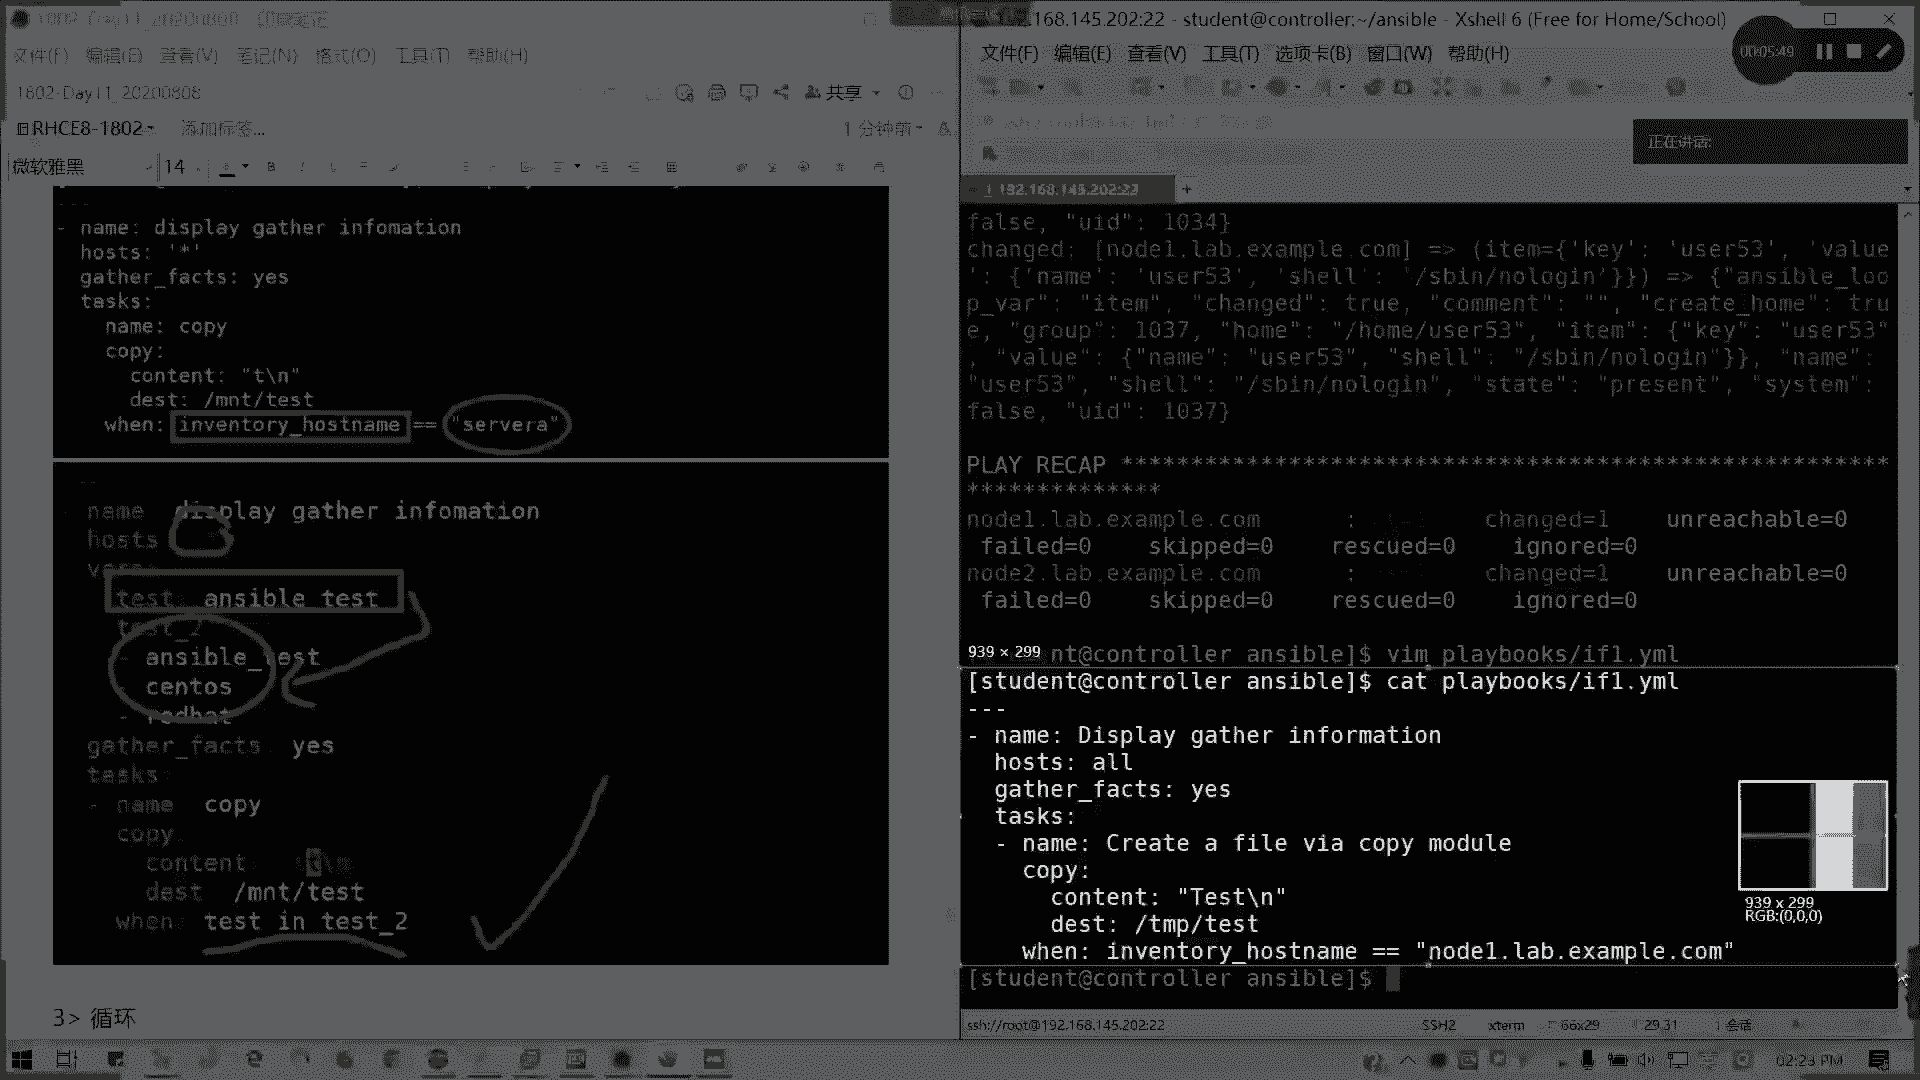 1802-Day11_20200808
文件(F) 编辑(E) 查看(V) 笔记(N) 格式(O) 工具(T) 帮助(H)
1802-Day11_20200808
共享
RHCE8-1802
添加标签...
1 分钟前
微软雅黑
14
---
- name: display gather infomation
hosts: '*'
gather_facts: yes
tasks:
name: copy
copy:
content: "t\n"
dest: /mnt/test
when: inventory_hostname == "servera"
name display gather infomation
hosts
vars
test ansible_test
test_2
- ansible_test
centos
- redhat
gather_facts yes
tasks
- name copy
copy
content t\n
dest /mnt/test
when test in test_2
3> 循环
168.145.202:22 - student@controller:~/ansible - Xshell 6 (Free for Home/School)
文件(F) 编辑(E) 查看(V) 工具(T) 选项卡(B) 窗口(W) 帮助(H)
00:05:49
正在讲话:
1 192.168.145.202:22
+
false, "uid": 1034}
changed: [node1.lab.example.com] => (item={'key': 'user53', 'value
': {'name': 'user53', 'shell': '/sbin/nologin'}}) => {"ansible_loo
p_var": "item", "changed": true, "comment": "", "create_home": tru
e, "group": 1037, "home": "/home/user53", "item": {"key": "user53"
, "value": {"name": "user53", "shell": "/sbin/nologin"}}, "name":
"user53", "shell": "/sbin/nologin", "state": "present", "system":
false, "uid": 1037}
PLAY RECAP *******************************************************
**************
node1.lab.example.com : changed=1 unreachable=0
failed=0 skipped=0 rescued=0 ignored=0
node2.lab.example.com : changed=1 unreachable=0
failed=0 skipped=0 rescued=0 ignored=0
939 × 299
nt@controller ansible]$ vim playbooks/if1.yml
[student@controller ansible]$ cat playbooks/if1.yml
---
- name: Display gather information
hosts: all
gather_facts: yes
tasks:
- name: Create a file via copy module
copy:
content: "Test\n"
dest: /tmp/test
when: inventory_hostname == "node1.lab.example.com"
[student@controller ansible]$
939 x 299
RGB:(0,0,0)
ssh://root@192.168.145.202:22
SSH2
xterm
66x29
29,31
1 会话
02:23 PM